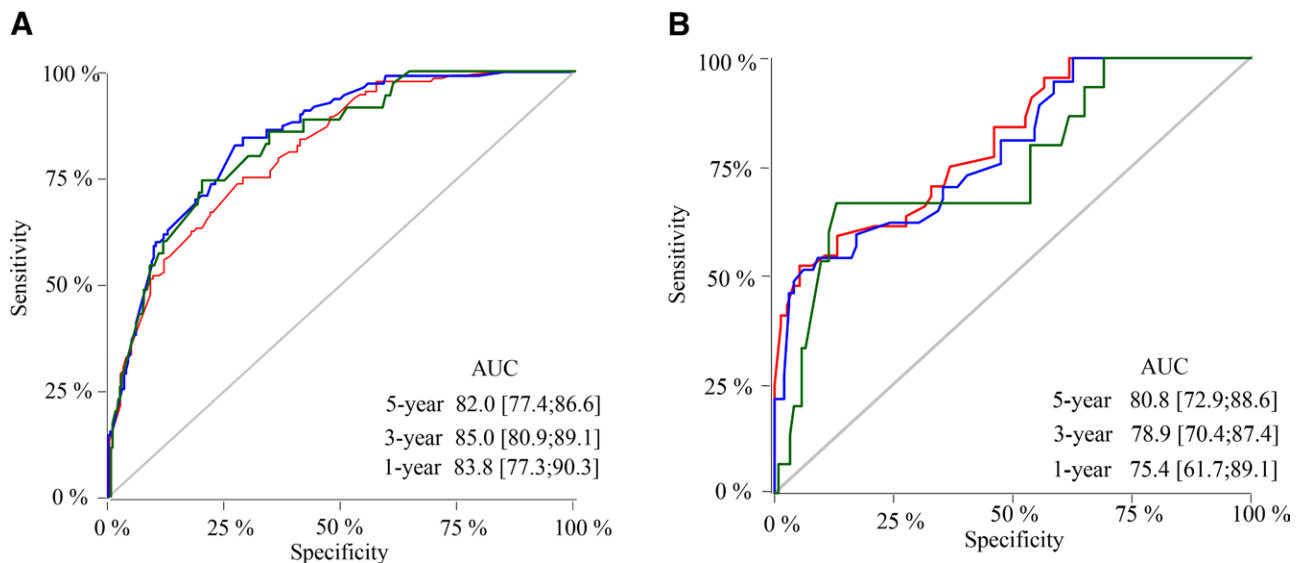 A
100 %
75 %
50 %
25 %
0 %
Sensitivity
AUC
5-year 82.0 [77.4;86.6]
3-year 85.0 [80.9;89.1]
1-year 83.8 [77.3;90.3]
0 % 25 % 50 % 75 % 100 %
Specificity
B
100 %
75 %
50 %
25 %
0 %
Sensitivity
AUC
5-year 80.8 [72.9;88.6]
3-year 78.9 [70.4;87.4]
1-year 75.4 [61.7;89.1]
0 % 25 % 50 % 75 % 100 %
Specificity